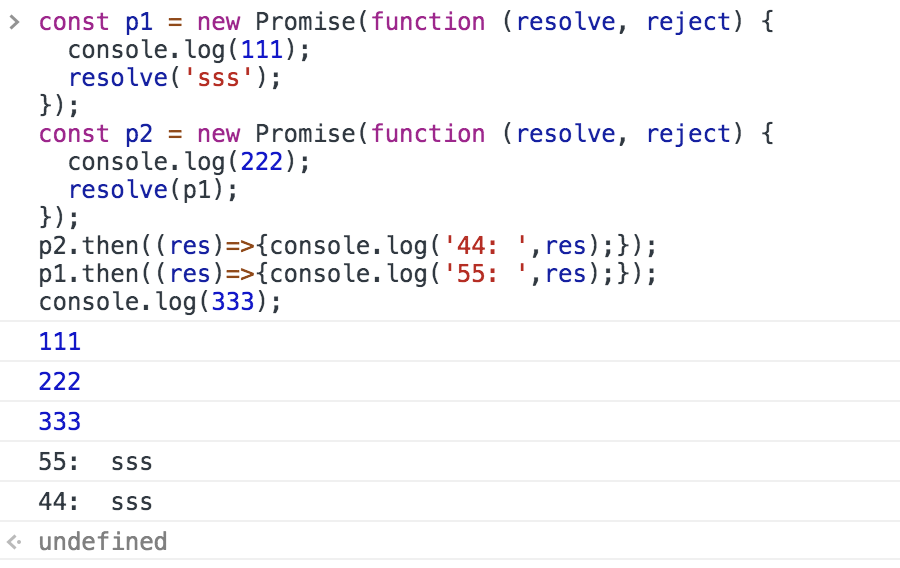 > const p1 = new Promise(function (resolve, reject) {
  console.log(111);
  resolve('sss');
});
const p2 = new Promise(function (resolve, reject) {
  console.log(222);
  resolve(p1);
});
p2.then((res)=>{console.log('44: ',res);});
p1.then((res)=>{console.log('55: ',res);});
console.log(333);
111
222
333
55:  sss
44:  sss
undefined